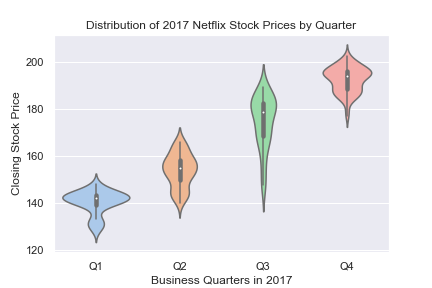 Distribution of 2017 Netflix Stock Prices by Quarter
200
180
160
140
120
Closing Stock Price
Q1 Q2 Q3 Q4
Business Quarters in 2017